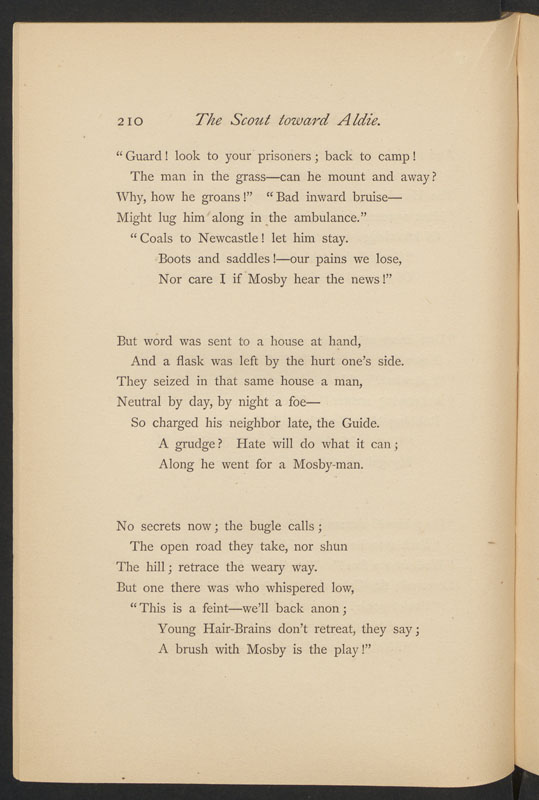 210 The Scout toward Aldie.
“Guard! look to your prisoners; back to camp!
The man in the grass—can he mount and away?
Why, how he groans!” “Bad inward bruise—
Might lug him along in the ambulance.”
“Coals to Newcastle! let him stay.
Boots and saddles!—our pains we lose,
Nor care I if Mosby hear the news!”
But word was sent to a house at hand,
And a flask was left by the hurt one’s side.
They seized in that same house a man,
Neutral by day, by night a foe—
So charged his neighbor late, the Guide.
A grudge? Hate will do what it can;
Along he went for a Mosby-man.
No secrets now; the bugle calls;
The open road they take, nor shun
The hill; retrace the weary way.
But one there was who whispered low,
“This is a feint—we’ll back anon;
Young Hair-Brains don’t retreat, they say;
A brush with Mosby is the play!”